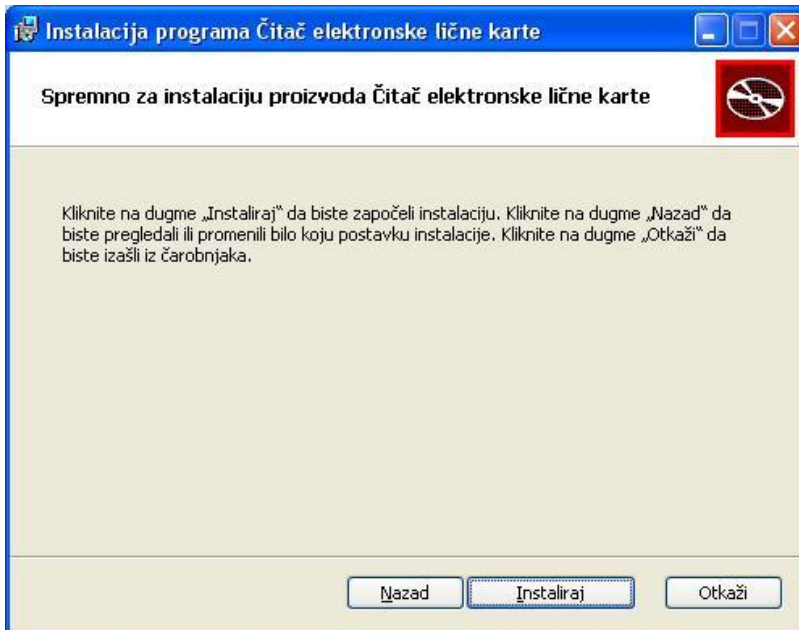 Instalacija programa Čitač elektronske lične karte
Spremno za instalaciju proizvoda Čitač elektronske lične karte
Kliknite na dugme „Instaliraj“ da biste započeli instalaciju. Kliknite na dugme „Nazad“ da
biste pregledali ili promenili bilo koju postavku instalacije. Kliknite na dugme „Otkaži“ da
biste izašli iz čarobnjaka.
Nazad Instaliraj Otkaži